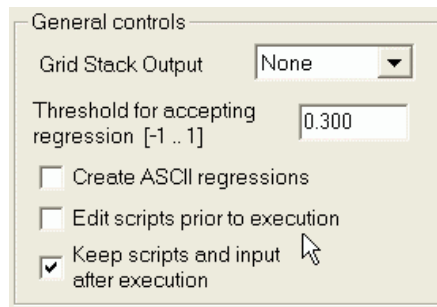 General controls
Grid Stack Output None
Threshold for accepting
regression [-1 .. 1] 0.300
Create ASCII regressions
Edit scripts prior to execution
Keep scripts and input
after execution